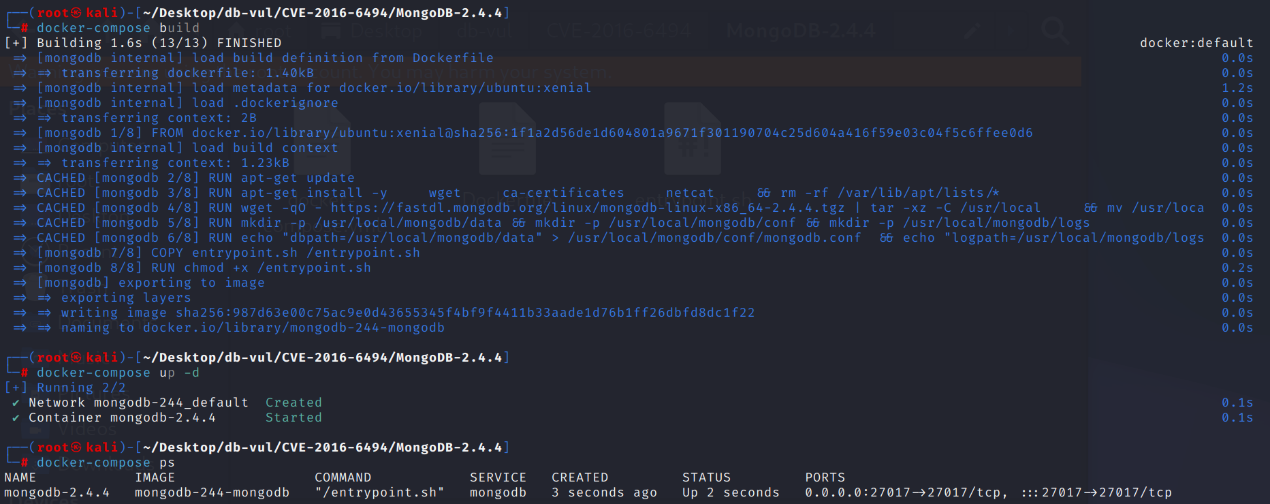 ┌──(root㉿kali)-[~/Desktop/db-vul/CVE-2016-6494/MongoDB-2.4.4]
└─# docker-compose build
[+] Building 1.6s (13/13) FINISHED docker:default
=> [mongodb internal] load build definition from Dockerfile 0.0s
=> => transferring dockerfile: 1.40kB 0.0s
=> [mongodb internal] load metadata for docker.io/library/ubuntu:xenial 1.2s
=> [mongodb internal] load .dockerignore 0.0s
=> => transferring context: 2B 0.0s
=> [mongodb 1/8] FROM docker.io/library/ubuntu:xenial@sha256:1f1a2d56de1d604801a9671f301190704c25d604a416f59e03c04f5c6ffee0d6 0.0s
=> [mongodb internal] load build context 0.0s
=> => transferring context: 1.23kB 0.0s
=> CACHED [mongodb 2/8] RUN apt-get update 0.0s
=> CACHED [mongodb 3/8] RUN apt-get install -y wget ca-certificates netcat && rm -rf /var/lib/apt/lists/* 0.0s
=> CACHED [mongodb 4/8] RUN wget -qO - https://fastdl.mongodb.org/linux/mongodb-linux-x86_64-2.4.4.tgz | tar -xz -C /usr/local && mv /usr/loca 0.0s
=> CACHED [mongodb 5/8] RUN mkdir -p /usr/local/mongodb/data && mkdir -p /usr/local/mongodb/conf && mkdir -p /usr/local/mongodb/logs 0.0s
=> CACHED [mongodb 6/8] RUN echo "dbpath=/usr/local/mongodb/data" > /usr/local/mongodb/conf/mongodb.conf && echo "logpath=/usr/local/mongodb/logs 0.0s
=> [mongodb 7/8] COPY entrypoint.sh /entrypoint.sh 0.0s
=> [mongodb 8/8] RUN chmod +x /entrypoint.sh 0.2s
=> [mongodb] exporting to image 0.0s
=> => exporting layers 0.0s
=> => writing image sha256:987d63e00c75ac9e0d43655345f4bf9f4411b33aade1d76b1ff26dbfd8dc1f22 0.0s
=> => naming to docker.io/library/mongodb-244-mongodb 0.0s
┌──(root㉿kali)-[~/Desktop/db-vul/CVE-2016-6494/MongoDB-2.4.4]
└─# docker-compose up -d
[+] Running 2/2
✔ Network mongodb-244_default Created 0.1s
✔ Container mongodb-2.4.4 Started 0.1s
┌──(root㉿kali)-[~/Desktop/db-vul/CVE-2016-6494/MongoDB-2.4.4]
└─# docker-compose ps
NAME IMAGE COMMAND SERVICE CREATED STATUS PORTS
mongodb-2.4.4 mongodb-244-mongodb "/entrypoint.sh" mongodb 3 seconds ago Up 2 seconds 0.0.0.0:27017->27017/tcp, :::27017->27017/tcp